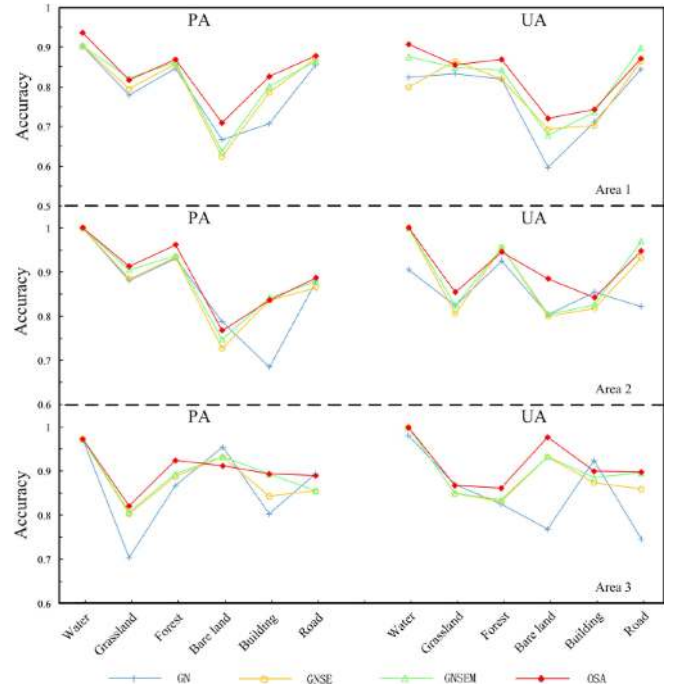 PA UA
1
0.9
0.8
0.7
0.6
0.5
Accuracy
Area 1
PA UA
1
0.9
0.8
0.7
0.6
Accuracy
Area 2
PA UA
1
0.9
0.8
0.7
0.6
Accuracy
Area 3
Water Grassland Forest Bare land Building Road Water Grassland Forest Bare land Building Road
GN GNSE GNSEM OSA